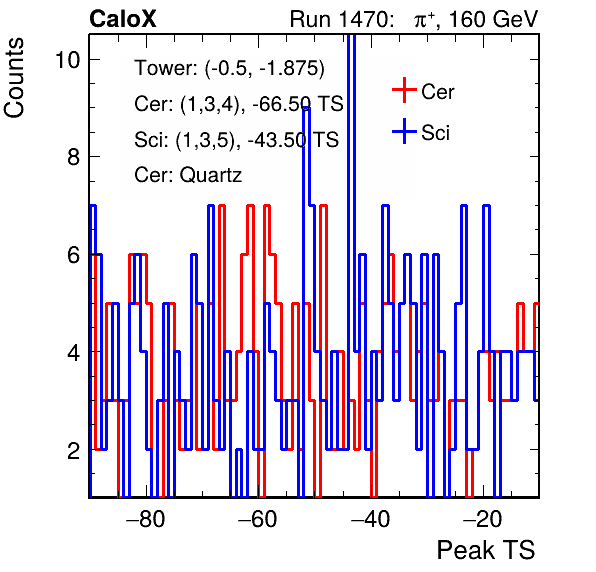 CaloX Run 1470: π+, 160 GeV
Counts
Tower: (-0.5, -1.875)
Cer: (1,3,4), -66.50 TS
Sci: (1,3,5), -43.50 TS
Cer: Quartz
Cer
Sci
10
8
6
4
2
−80 −60 −40 −20
Peak TS